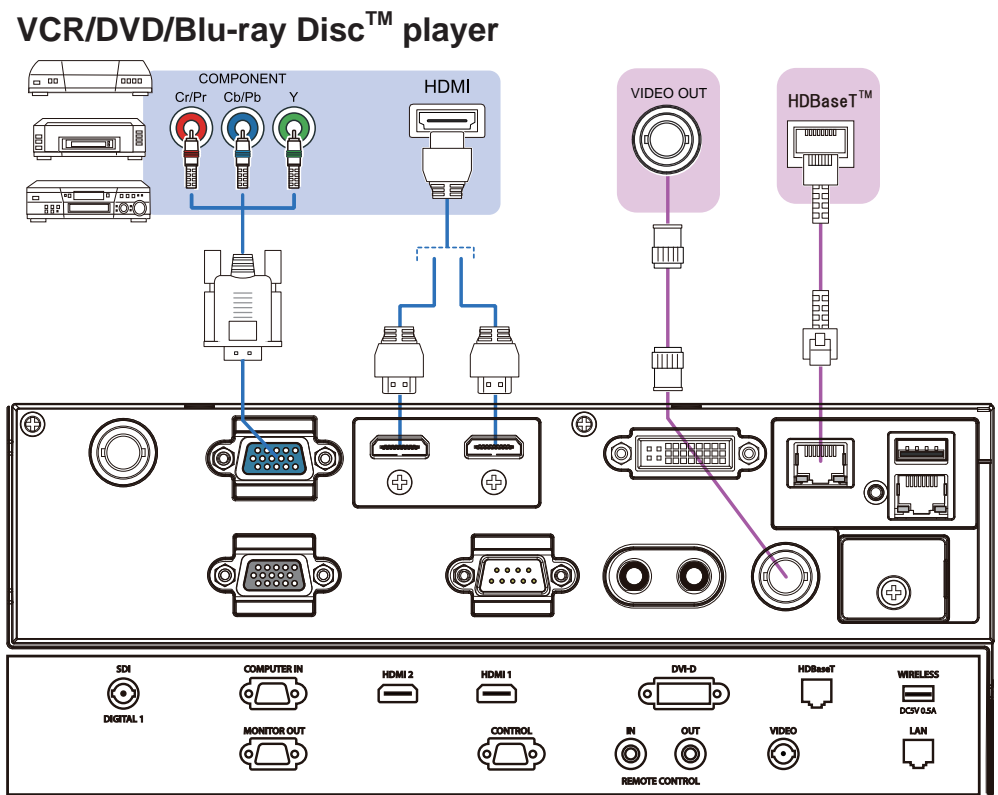 VCR/DVD/Blu-ray Disc™ player
COMPONENT
Cr/Pr Cb/Pb Y
HDMI
VIDEO OUT
HDBaseT™
SDI
DIGITAL 1
COMPUTER IN
MONITOR OUT
HDMI 2
HDMI 1
CONTROL
DVI-D
IN OUT
REMOTE CONTROL
HDBaseT
VIDEO
WIRELESS
DC5V 0.5A
LAN